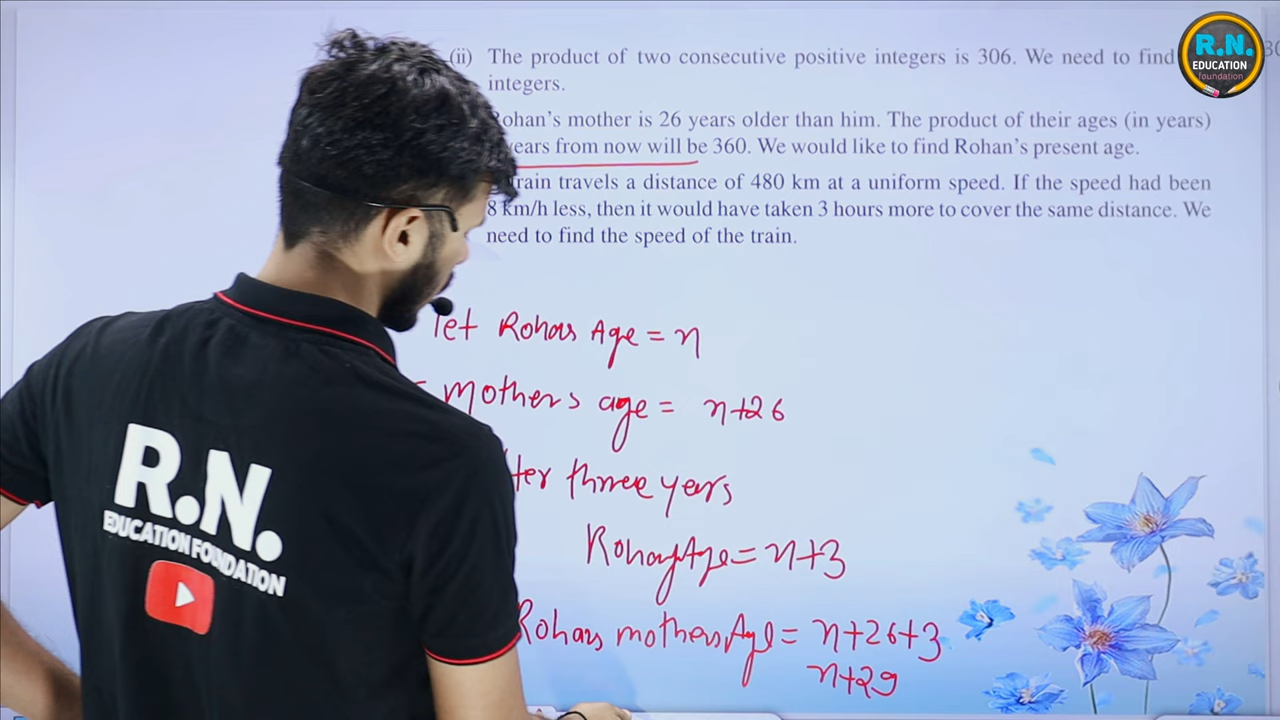 R.N.
EDUCATION
foundation
(ii) The product of two consecutive positive integers is 306. We need to find
integers.
Rohan's mother is 26 years older than him. The product of their ages (in years)
years from now will be 360. We would like to find Rohan's present age.
train travels a distance of 480 km at a uniform speed. If the speed had been
8 km/h less, then it would have taken 3 hours more to cover the same distance. We
need to find the speed of the train.
let Rohas Age = n
mothers age = n+26
three years
Age = n+3
Rohans mothers Age = n+26+3
n+29
R.N.
EDUCATION FOUNDATION